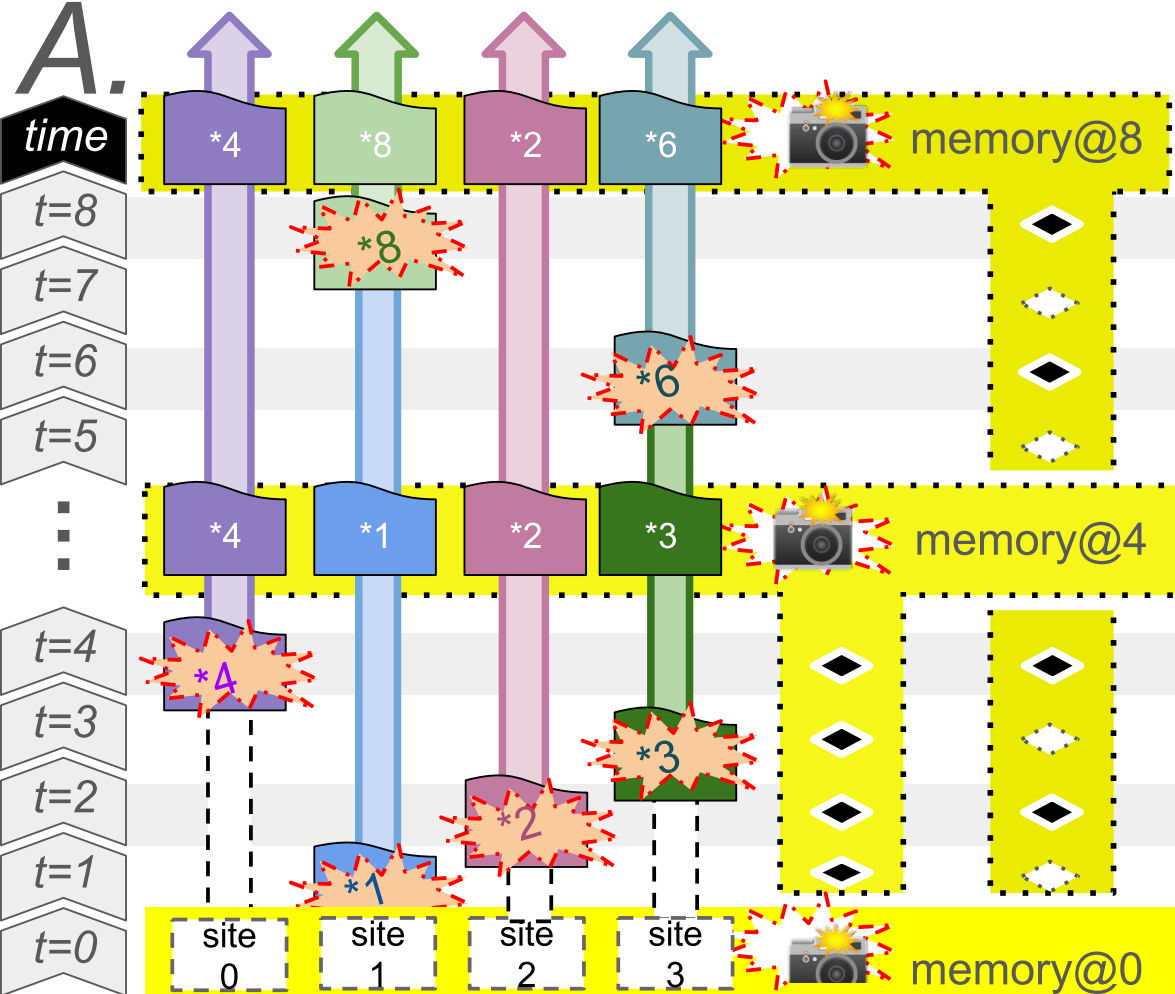 A.
time
*4 *8 *2 *6 memory@8
t=8
*8
t=7
t=6
*6
t=5
*4 *1 *2 *3 memory@4
t=4
*4
t=3
*3
t=2
*2
t=1
*1
t=0
site 0
site 1
site 2
site 3
memory@0